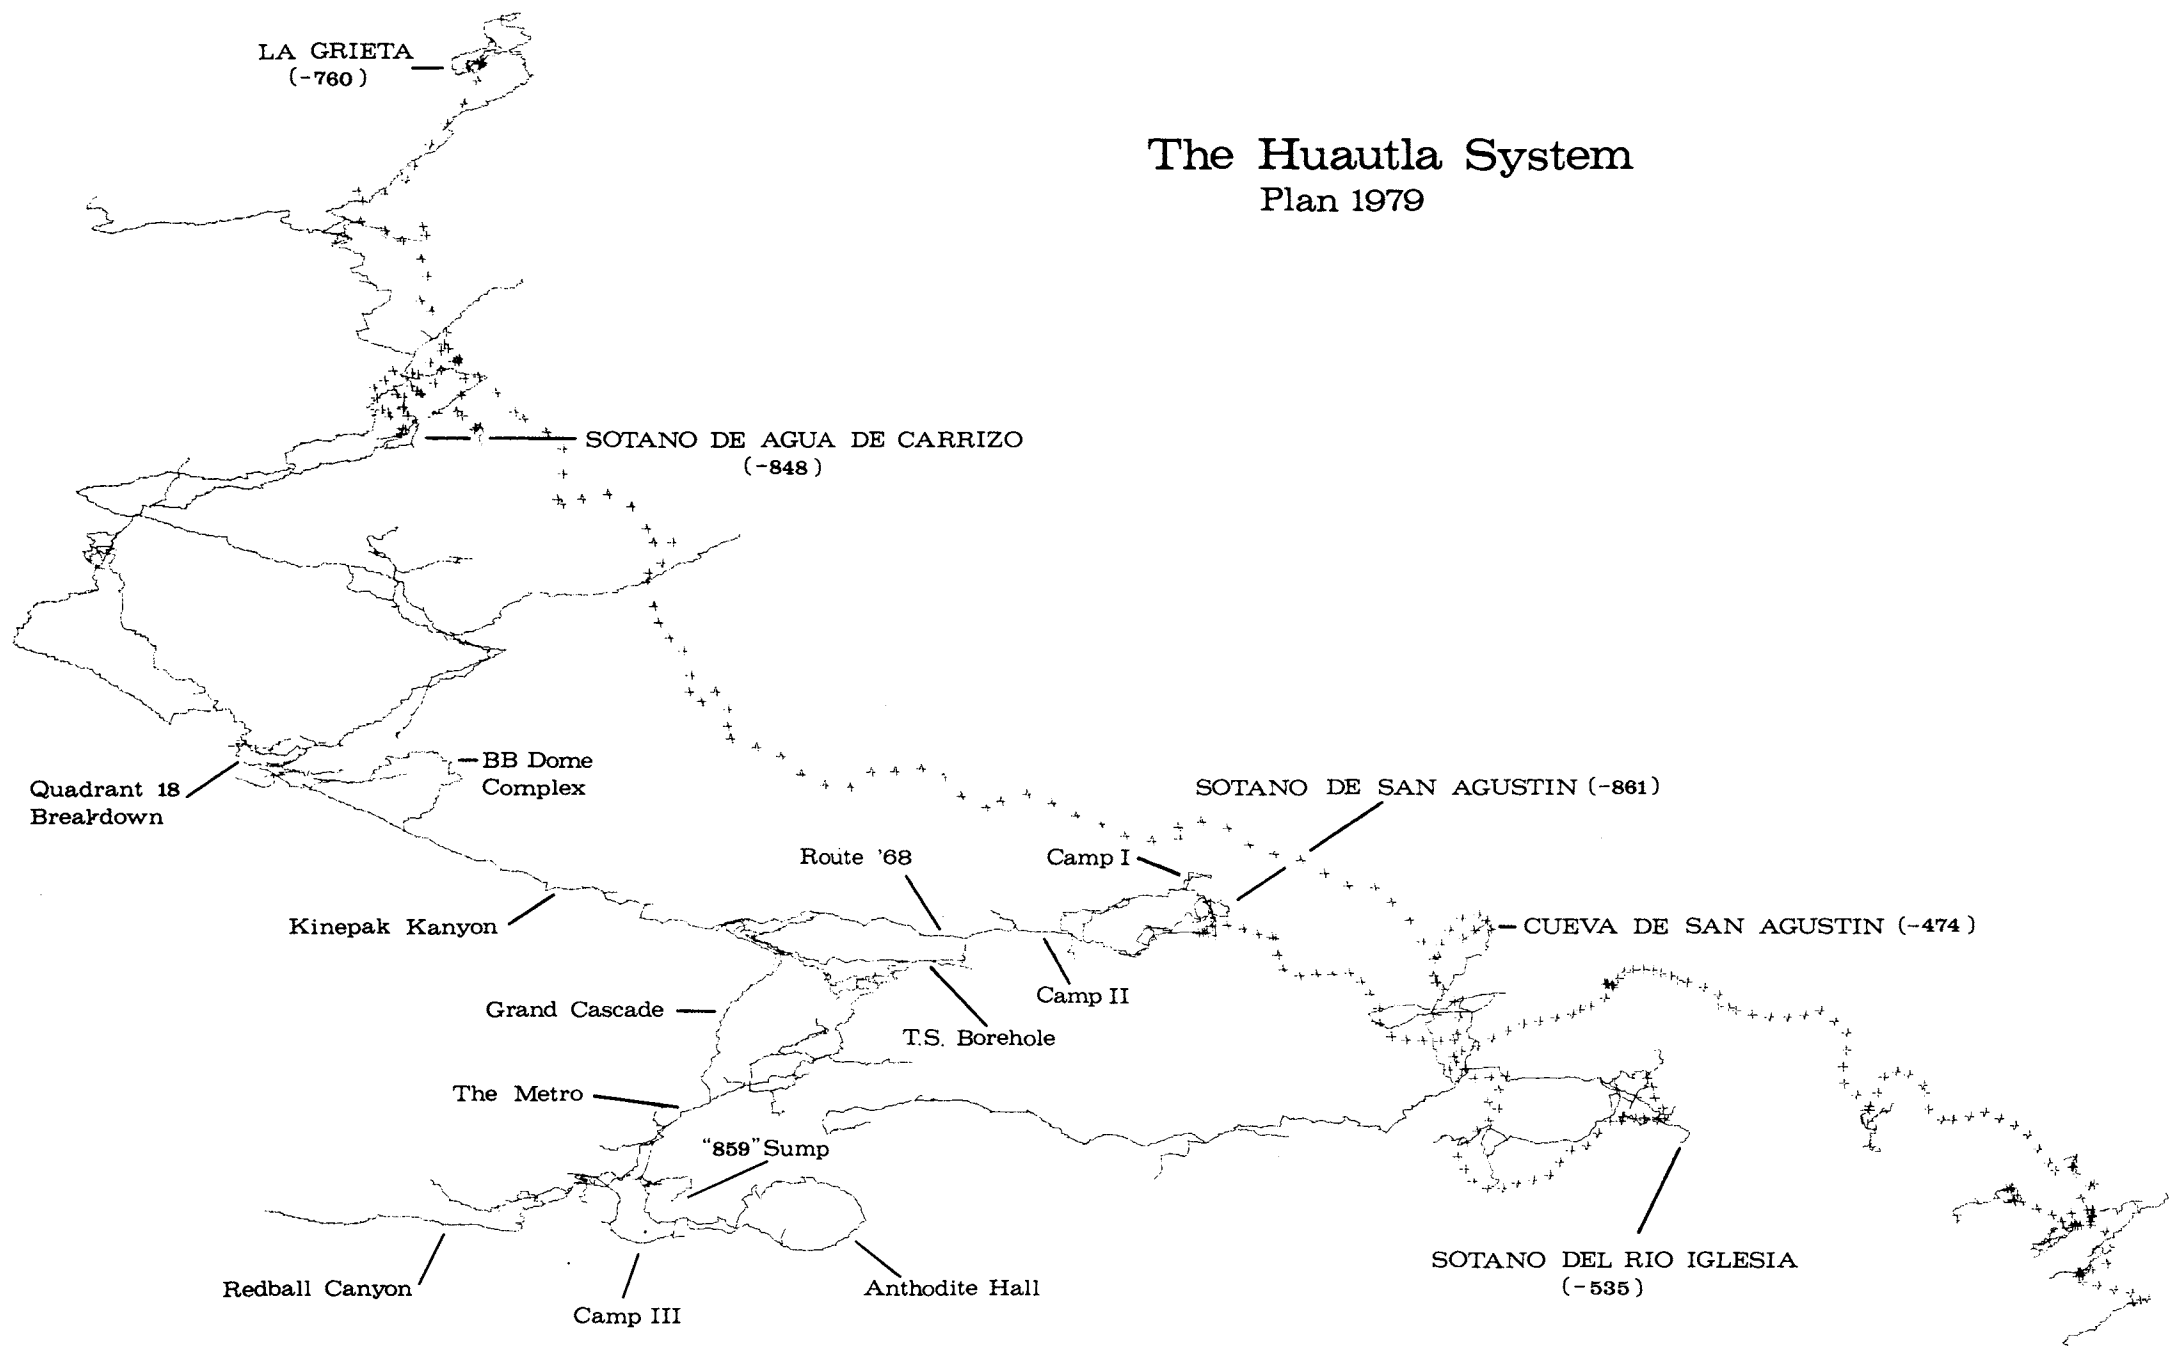 LA GRIETA
(-760)
The Huautla System
Plan 1979
SOTANO DE AGUA DE CARRIZO
(-848)
BB Dome
Complex
Quadrant 18
Breakdown
SOTANO DE SAN AGUSTIN (-861)
Route '68
Camp I
Kinepak Kanyon
CUEVA DE SAN AGUSTIN (-474)
Camp II
Grand Cascade
T.S. Borehole
The Metro
"859" Sump
SOTANO DEL RIO IGLESIA
(-535)
Redball Canyon
Anthodite Hall
Camp III